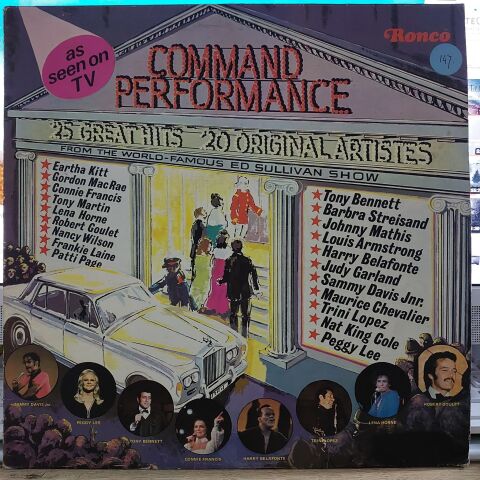 as
seen on
TV
Ronco
147
COMMAND
PERFORMANCE...
25 GREAT HITS 20 ORIGINAL ARTISTES
FROM THE WORLD-FAMOUS ED SULLIVAN SHOW
Eartha Kitt
Gordon MacRae
Connie Francis
Tony Martin
Lena Horne
Robert Goulet
Nancy Wilson
Frankie Laine
Patti Page
Tony Bennett
Barbra Streisand
Johnny Mathis
Louis Armstrong
Harry Belafonte
Judy Garland
Sammy Davis Jnr.
Maurice Chevalier
Trini Lopez
Nat King Cole
Peggy Lee
SAMMY DAVIS Jn.
PEGGY LEE
TONY BENNETT
CONNIE FRANCIS
HARRY BELAFONTE
TRINI LOPEZ
LENA HORNE
ROBERT GOULET